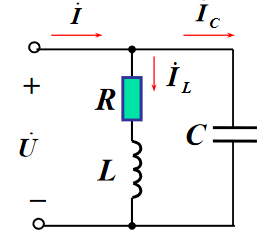 İ I_C
+ R İ_L
U̇ L C
−